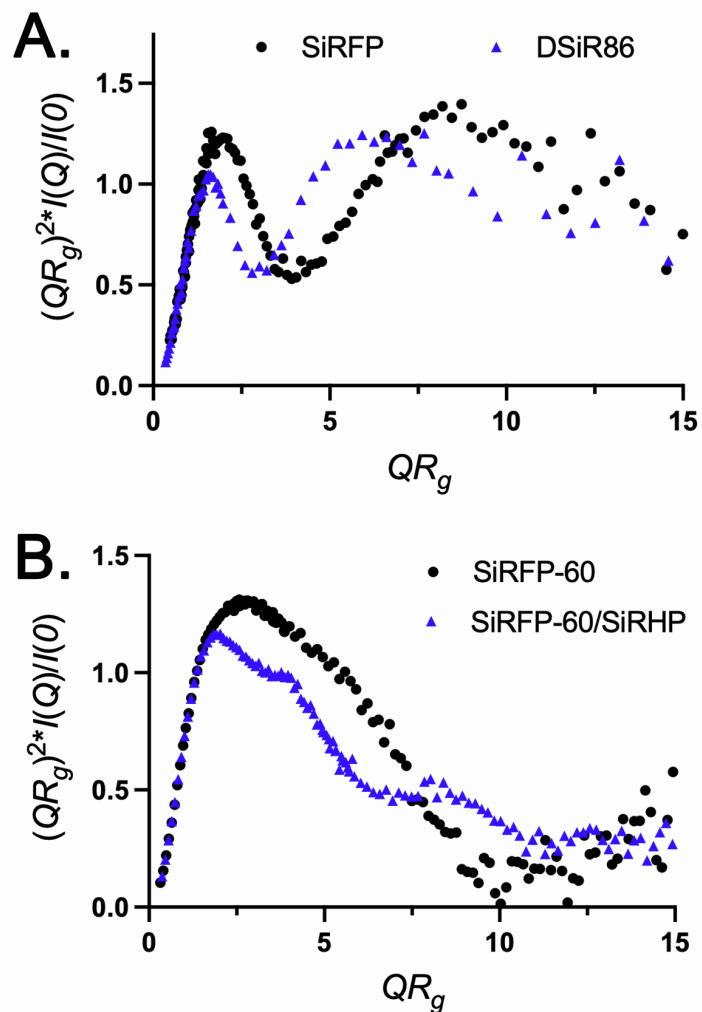 A.
SiRFP DSiR86
1.5
1.0
0.5
0.0
(QRg)²*I(Q)/I(0)
0 5 10 15
QRg
B.
SiRFP-60
SiRFP-60/SiRHP
1.5
1.0
0.5
0.0
(QRg)²*I(Q)/I(0)
0 5 10 15
QRg